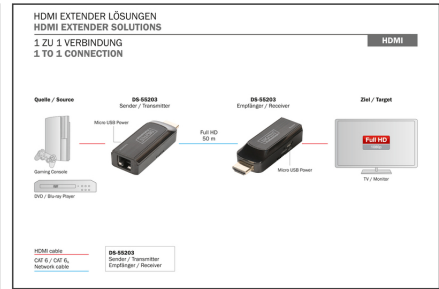 HDMI EXTENDER LÖSUNGEN
HDMI EXTENDER SOLUTIONS
1 ZU 1 VERBINDUNG
1 TO 1 CONNECTION
HDMI
Quelle / Source
DS-55203
Sender / Transmitter
DS-55203
Empfänger / Receiver
Ziel / Target
Micro USB Power
Full HD
50 m
Full HD
Gaming Console
Micro USB Power
TV / Monitor
DVD / Blu-ray Player
HDMI cable
CAT 6 / CAT 6A
Network cable
DS-55203
Sender / Transmitter
Empfänger / Receiver